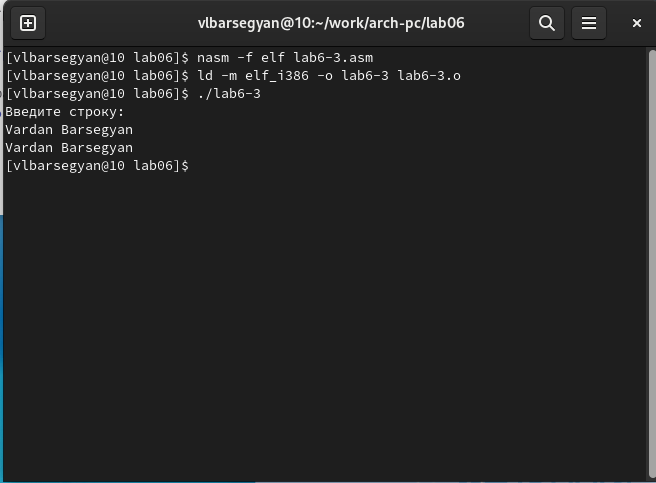 vlbarsegyan@10:~/work/arch-pc/lab06
[vlbarsegyan@10 lab06]$ nasm -f elf lab6-3.asm
[vlbarsegyan@10 lab06]$ ld -m elf_i386 -o lab6-3 lab6-3.o
[vlbarsegyan@10 lab06]$ ./lab6-3
Введите строку:
Vardan Barsegyan
Vardan Barsegyan
[vlbarsegyan@10 lab06]$